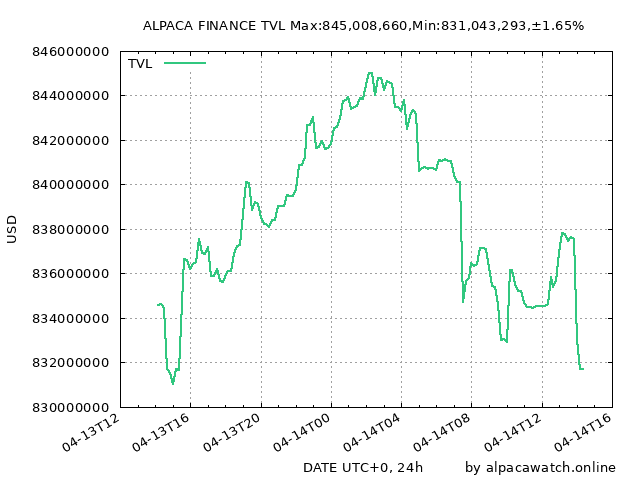 ALPACA FINANCE TVL Max:845,008,660,Min:831,043,293,±1.65%
TVL
846000000
844000000
842000000
840000000
838000000
836000000
834000000
832000000
830000000
USD
04-13T12
04-13T16
04-13T20
04-14T00
04-14T04
04-14T08
04-14T12
04-14T16
DATE UTC+0, 24h
by alpacawatch.online